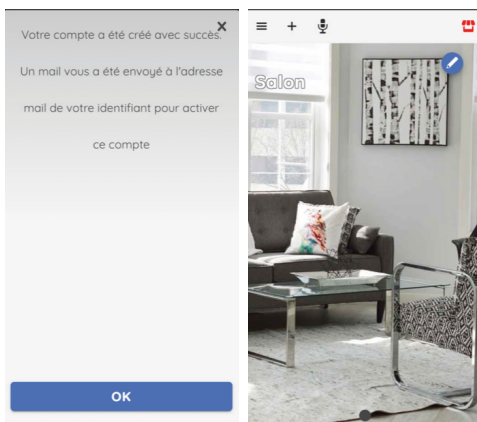 Votre compte a été créé avec succès.
Un mail vous a été envoyé à l'adresse
mail de votre identifiant pour activer
ce compte
OK
Salon